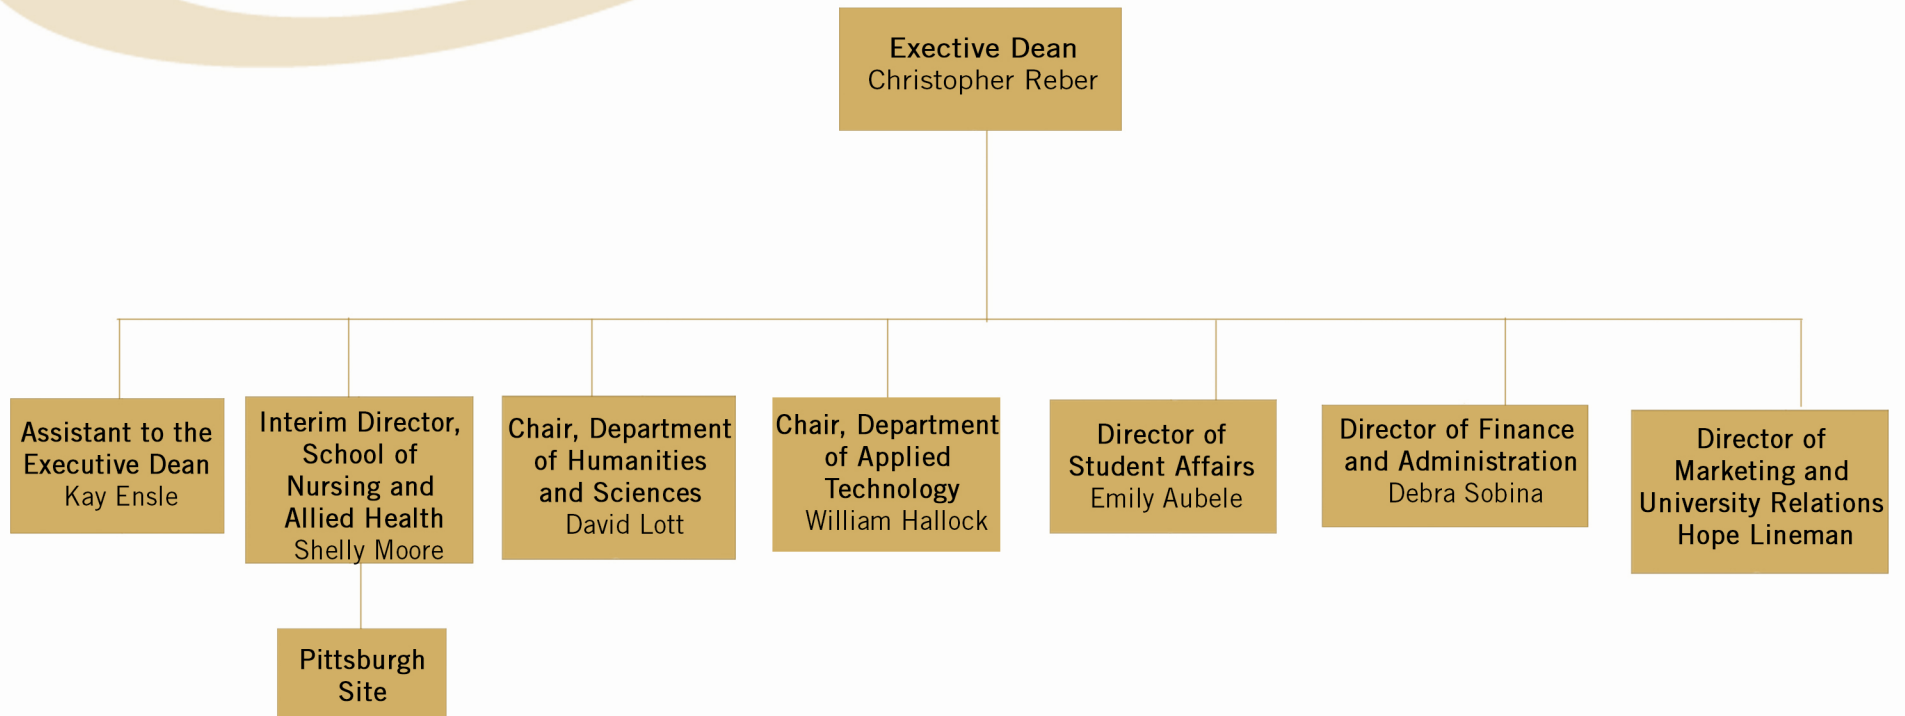 Exective Dean
Christopher Reber
Assistant to the
Executive Dean
Kay Ensle
Interim Director,
School of
Nursing and
Allied Health
Shelly Moore
Chair, Department
of Humanities
and Sciences
David Lott
Chair, Department
of Applied
Technology
William Hallock
Director of
Student Affairs
Emily Aubele
Director of Finance
and Administration
Debra Sobina
Director of
Marketing and
University Relations
Hope Lineman
Pittsburgh
Site